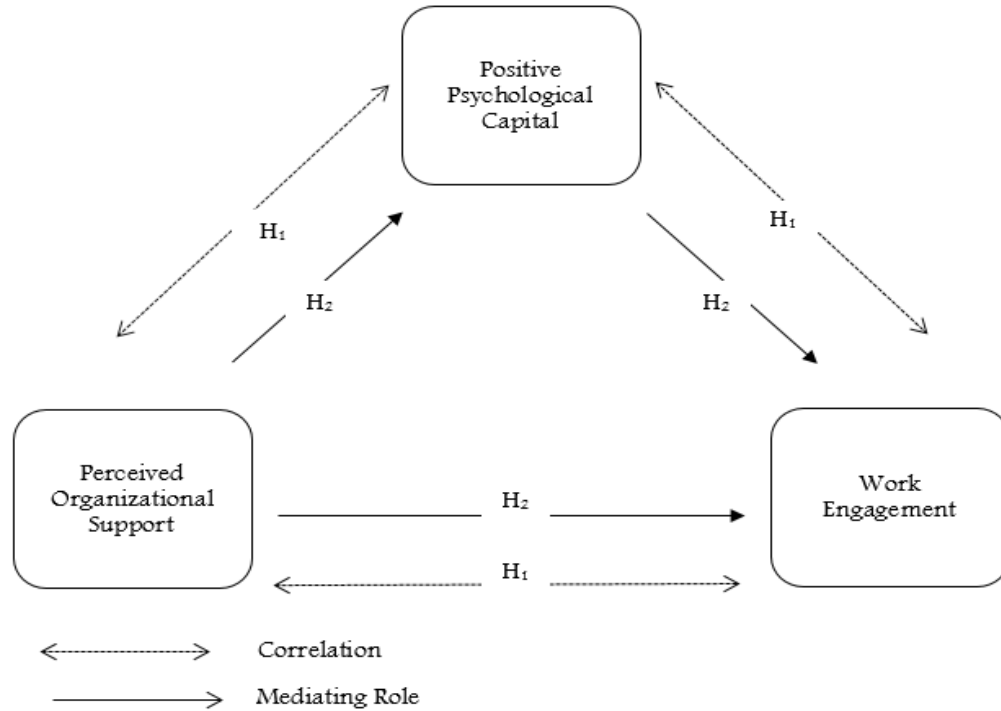 Positive
Psychological
Capital
H₁
H₁
H₂
H₂
Perceived
Organizational
Support
H₂
Work
Engagement
H₁
Correlation
Mediating Role